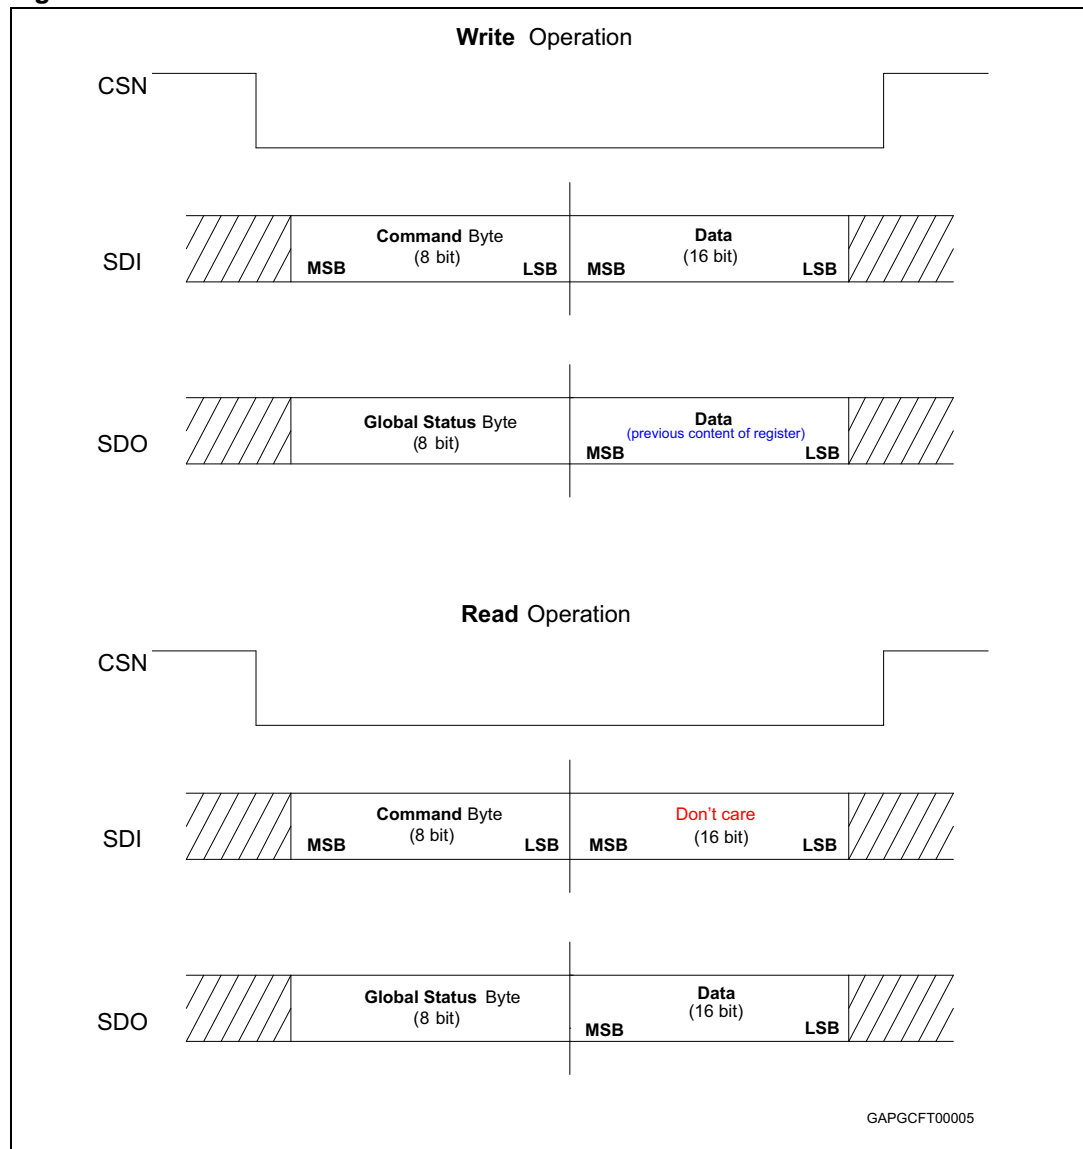 Write Operation
CSN
Command Byte
(8 bit)
MSB
LSB
Data
(16 bit)
MSB
LSB
SDI
Global Status Byte
(8 bit)
Data
(previous content of register)
MSB
LSB
SDO
Read Operation
CSN
Command Byte
(8 bit)
MSB
LSB
Don't care
(16 bit)
MSB
LSB
SDI
Global Status Byte
(8 bit)
Data
(16 bit)
MSB
LSB
SDO
GAPGCFT00005